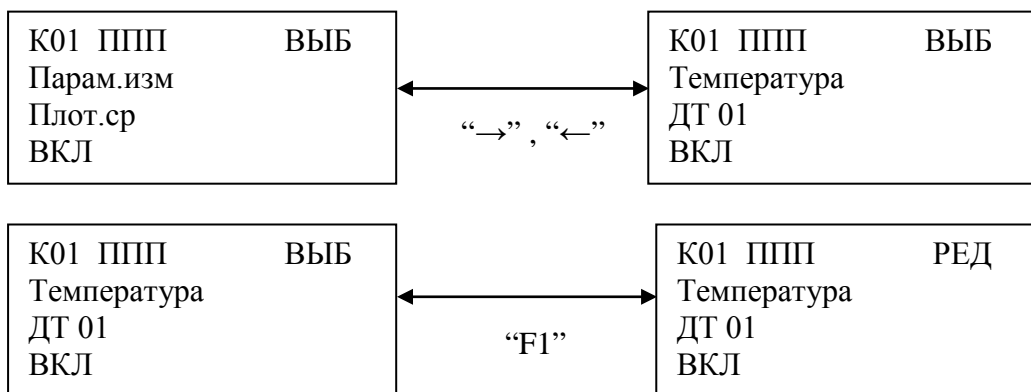 К01 ППП ВЫБ
Парам.изм
Плот.ср
ВКЛ
“→” , “←”
К01 ППП ВЫБ
Температура
ДТ 01
ВКЛ
К01 ППП ВЫБ
Температура
ДТ 01
ВКЛ
“F1”
К01 ППП РЕД
Температура
ДТ 01
ВКЛ